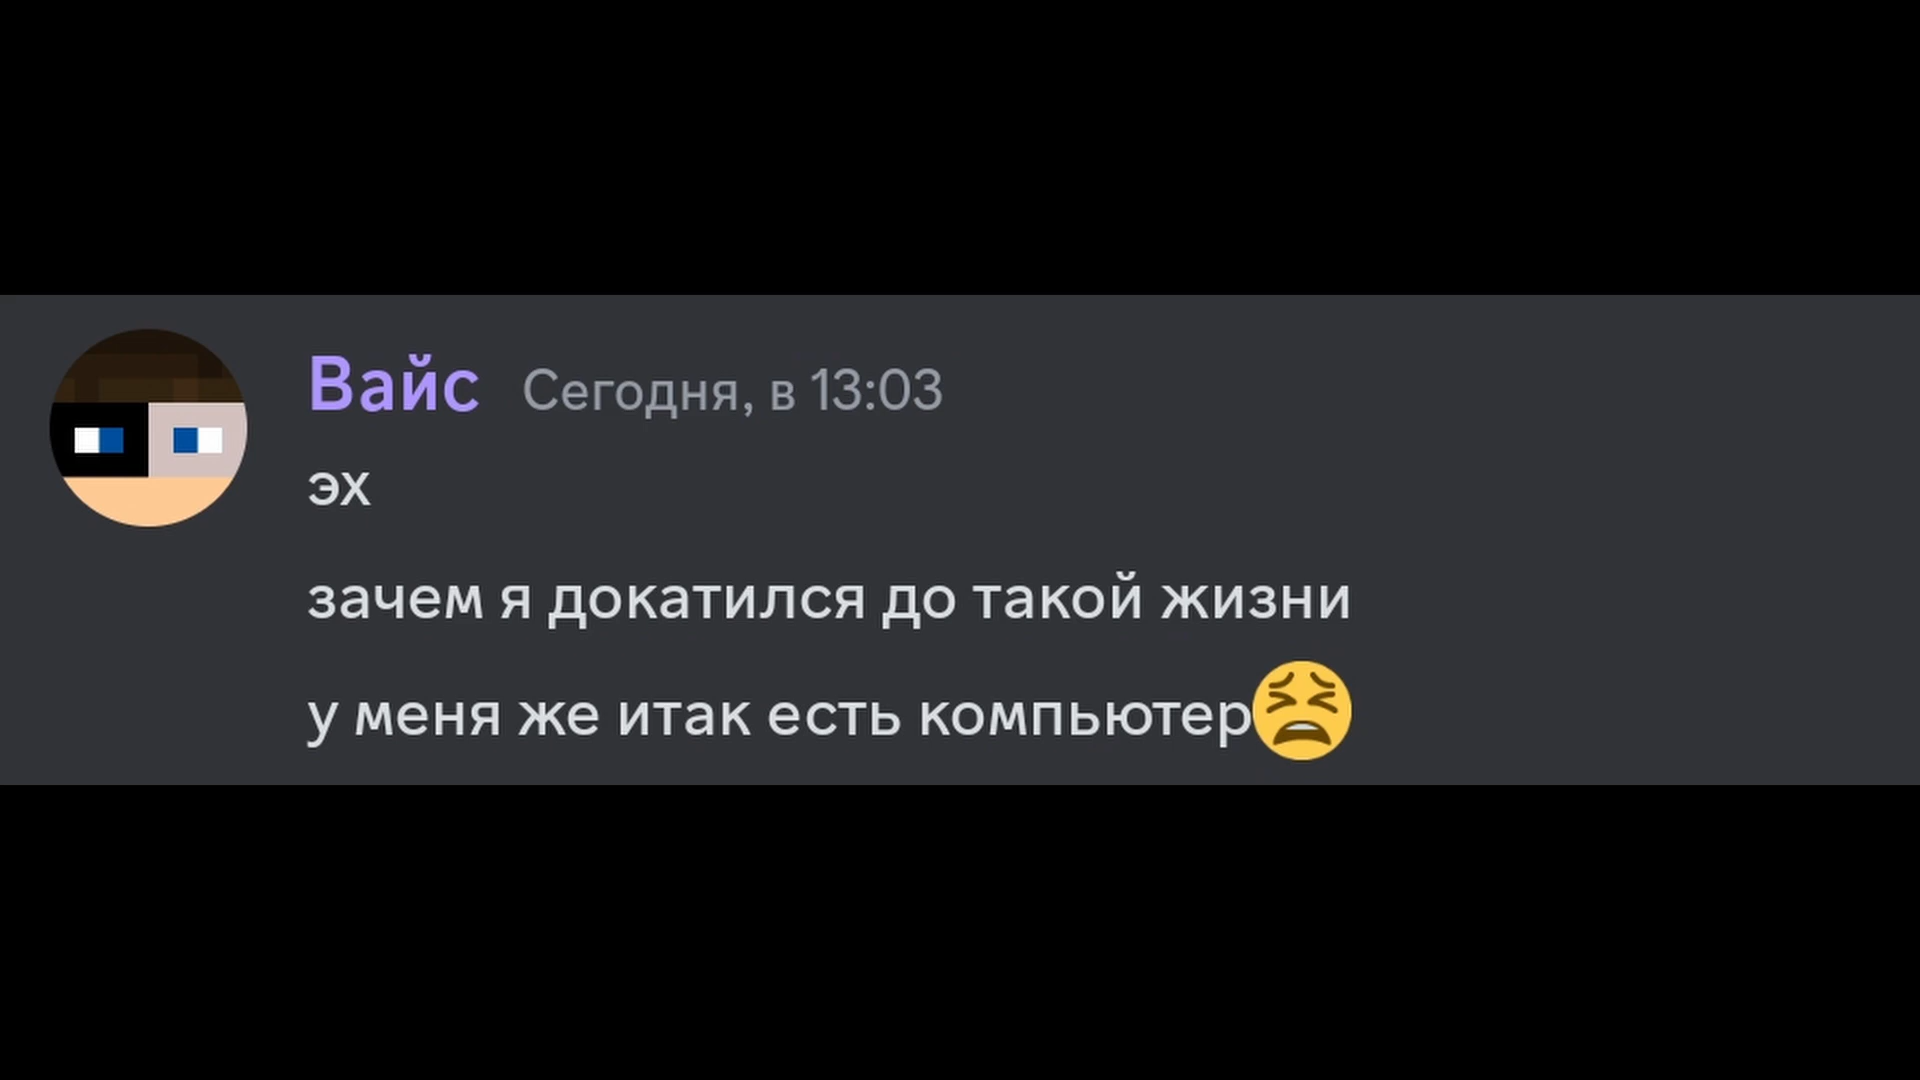 Вайс Сегодня, в 13:03
эх
зачем я докатился до такой жизни
у меня же итак есть компьютер😫